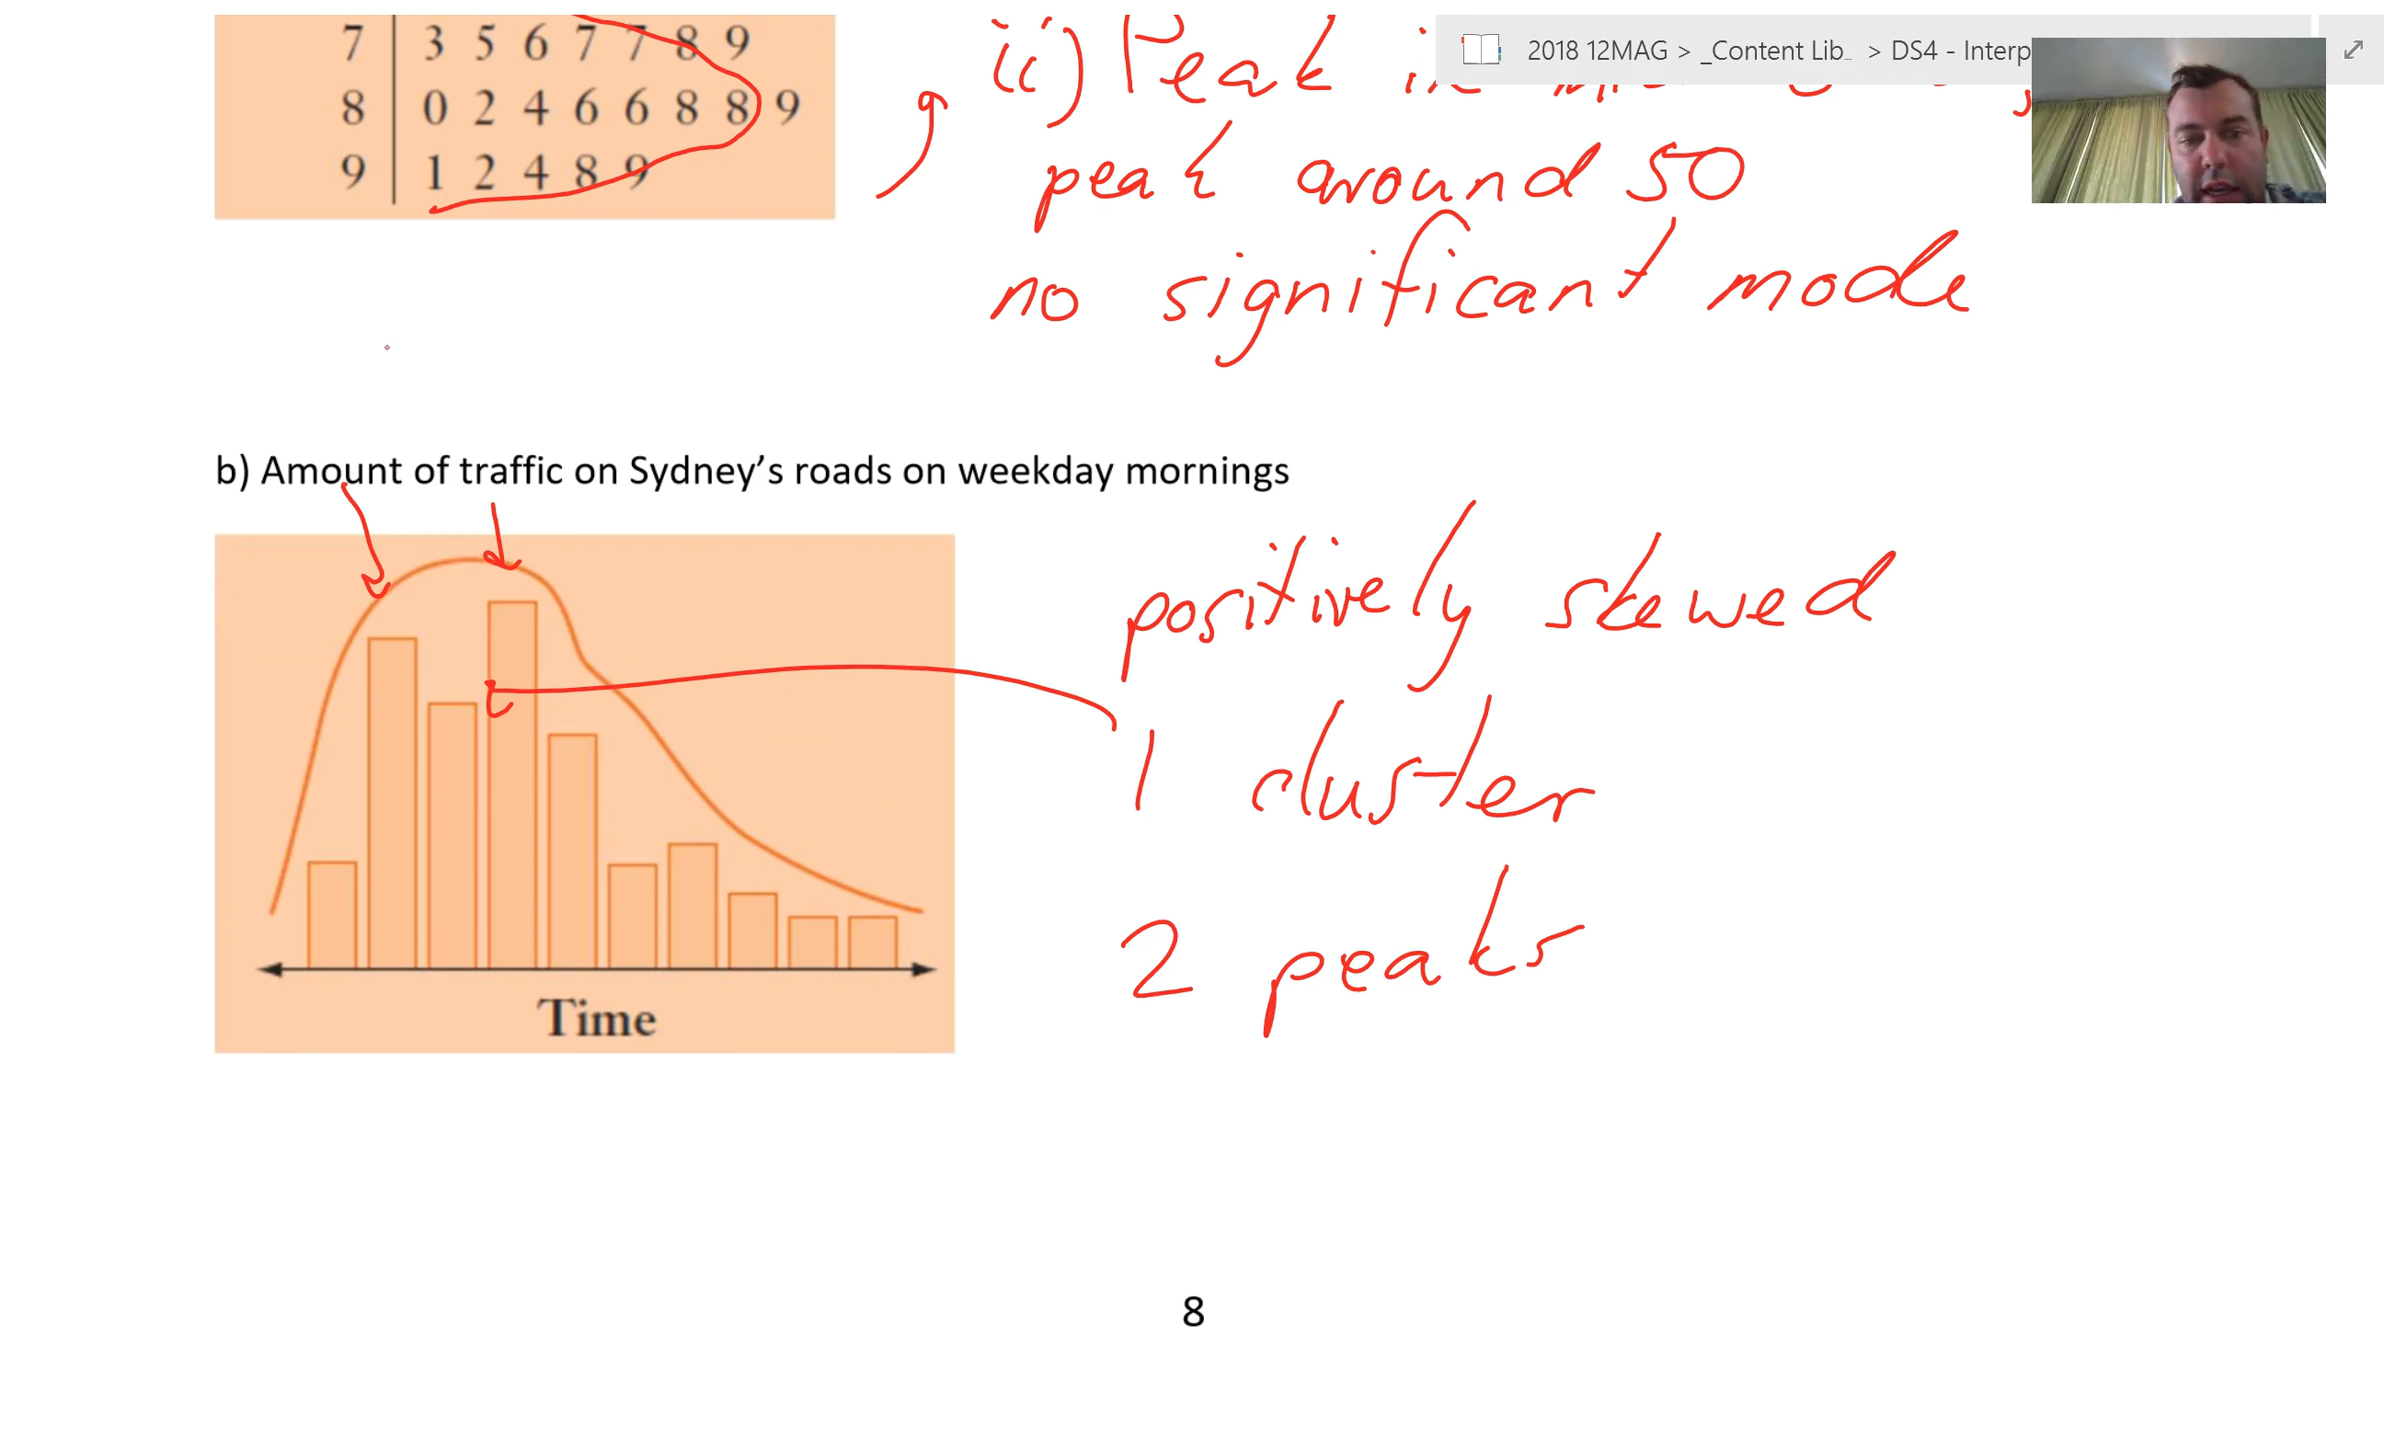 7 | 3 5 6 7 7 8 9
8 | 0 2 4 6 6 8 8 9
9 | 1 2 4 8 9
ii) Peak in
peak around 50
no significant mode
2018 12MAG > _Content Lib... > DS4 - Interp
b) Amount of traffic on Sydney's roads on weekday mornings
positively skewed
1 cluster
2 peaks
Time
8